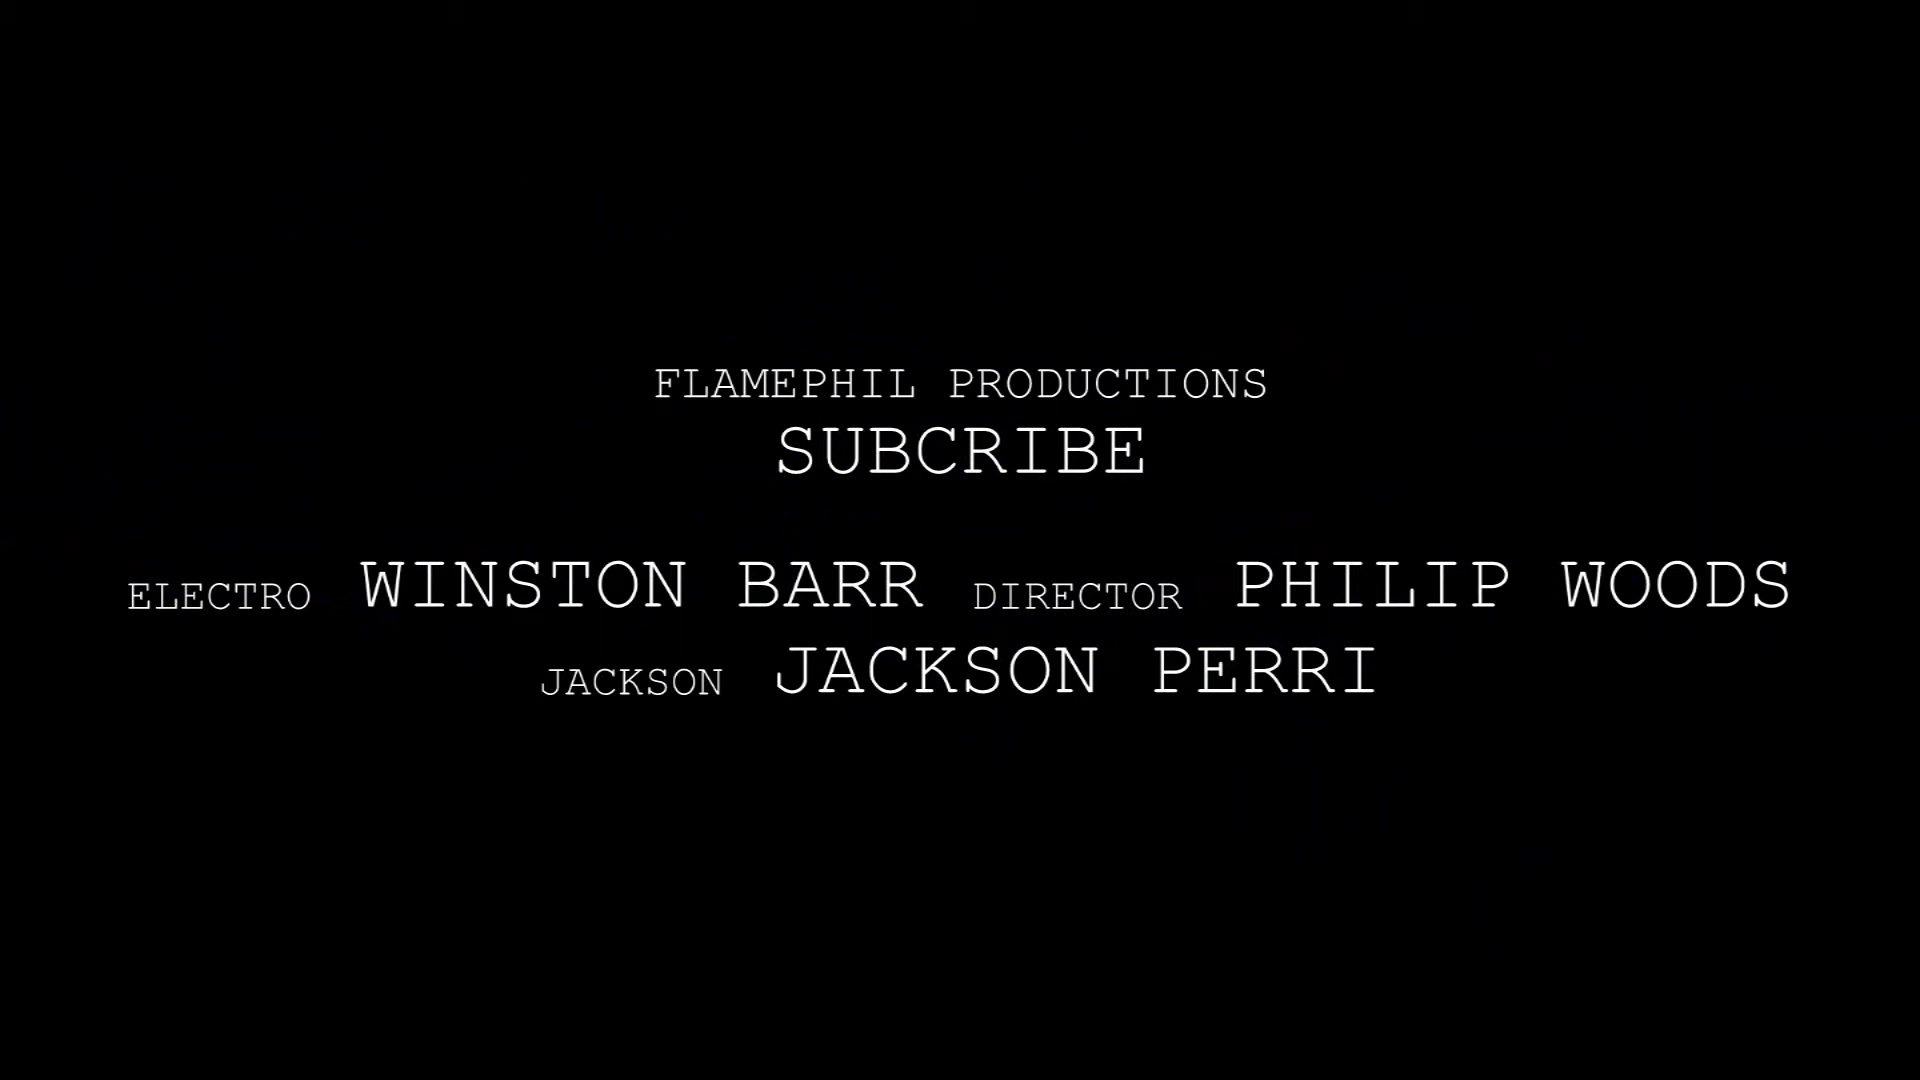 FLAMEPHIL PRODUCTIONS
SUBCRIBE
ELECTRO WINSTON BARR DIRECTOR PHILIP WOODS
JACKSON JACKSON PERRI